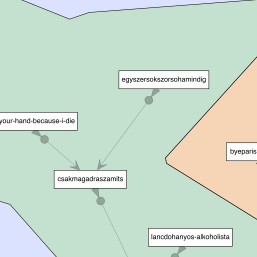 egyszersokszorsohamindig
your-hand-because-i-die
byeparis
csakmagadraszamits
lancdohanyos-alkoholista